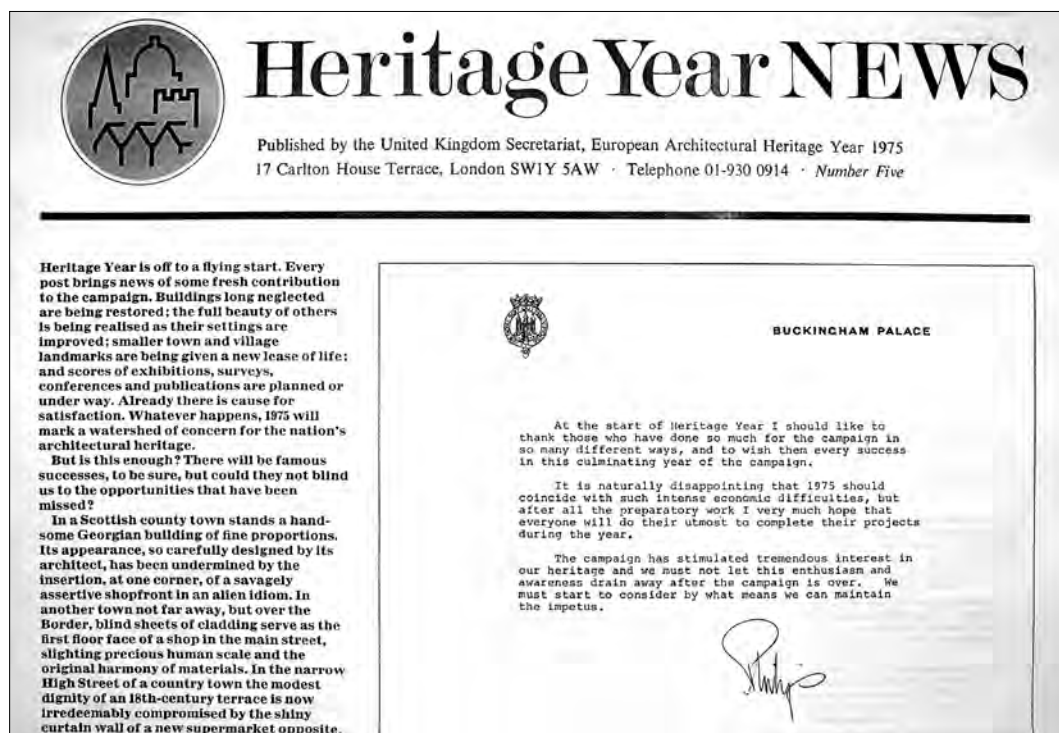 Heritage Year NEWS
Published by the United Kingdom Secretariat, European Architectural Heritage Year 1975
17 Carlton House Terrace, London SW1Y 5AW · Telephone 01-930 0914 · Number Five
Heritage Year is off to a flying start. Every
post brings news of some fresh contribution
to the campaign. Buildings long neglected
are being restored; the full beauty of others
is being realised as their settings are
improved; smaller town and village
landmarks are being given a new lease of life;
and scores of exhibitions, surveys,
conferences and publications are planned or
under way. Already there is cause for
satisfaction. Whatever happens, 1975 will
mark a watershed of concern for the nation's
architectural heritage.
But is this enough? There will be famous
successes, to be sure, but could they not blind
us to the opportunities that have been
missed?
In a Scottish county town stands a hand-
some Georgian building of fine proportions.
Its appearance, so carefully designed by its
architect, has been undermined by the
insertion, at one corner, of a savagely
assertive shopfront in an alien idiom. In
another town not far away, but over the
Border, blind sheets of cladding serve as the
first floor face of a shop in the main street,
slighting precious human scale and the
original harmony of materials. In the narrow
High Street of a country town the modest
dignity of an 18th-century terrace is now
irredeemably compromised by the shiny
curtain wall of a new supermarket opposite.
BUCKINGHAM PALACE
At the start of Heritage Year I should like to
thank those who have done so much for the campaign in
so many different ways, and to wish them every success
in this culminating year of the campaign.
It is naturally disappointing that 1975 should
coincide with such intense economic difficulties, but
after all the preparatory work I very much hope that
everyone will do their utmost to complete their projects
during the year.
The campaign has stimulated tremendous interest in
our heritage and we must not let this enthusiasm and
awareness drain away after the campaign is over. We
must start to consider by what means we can maintain
the impetus.
Philip